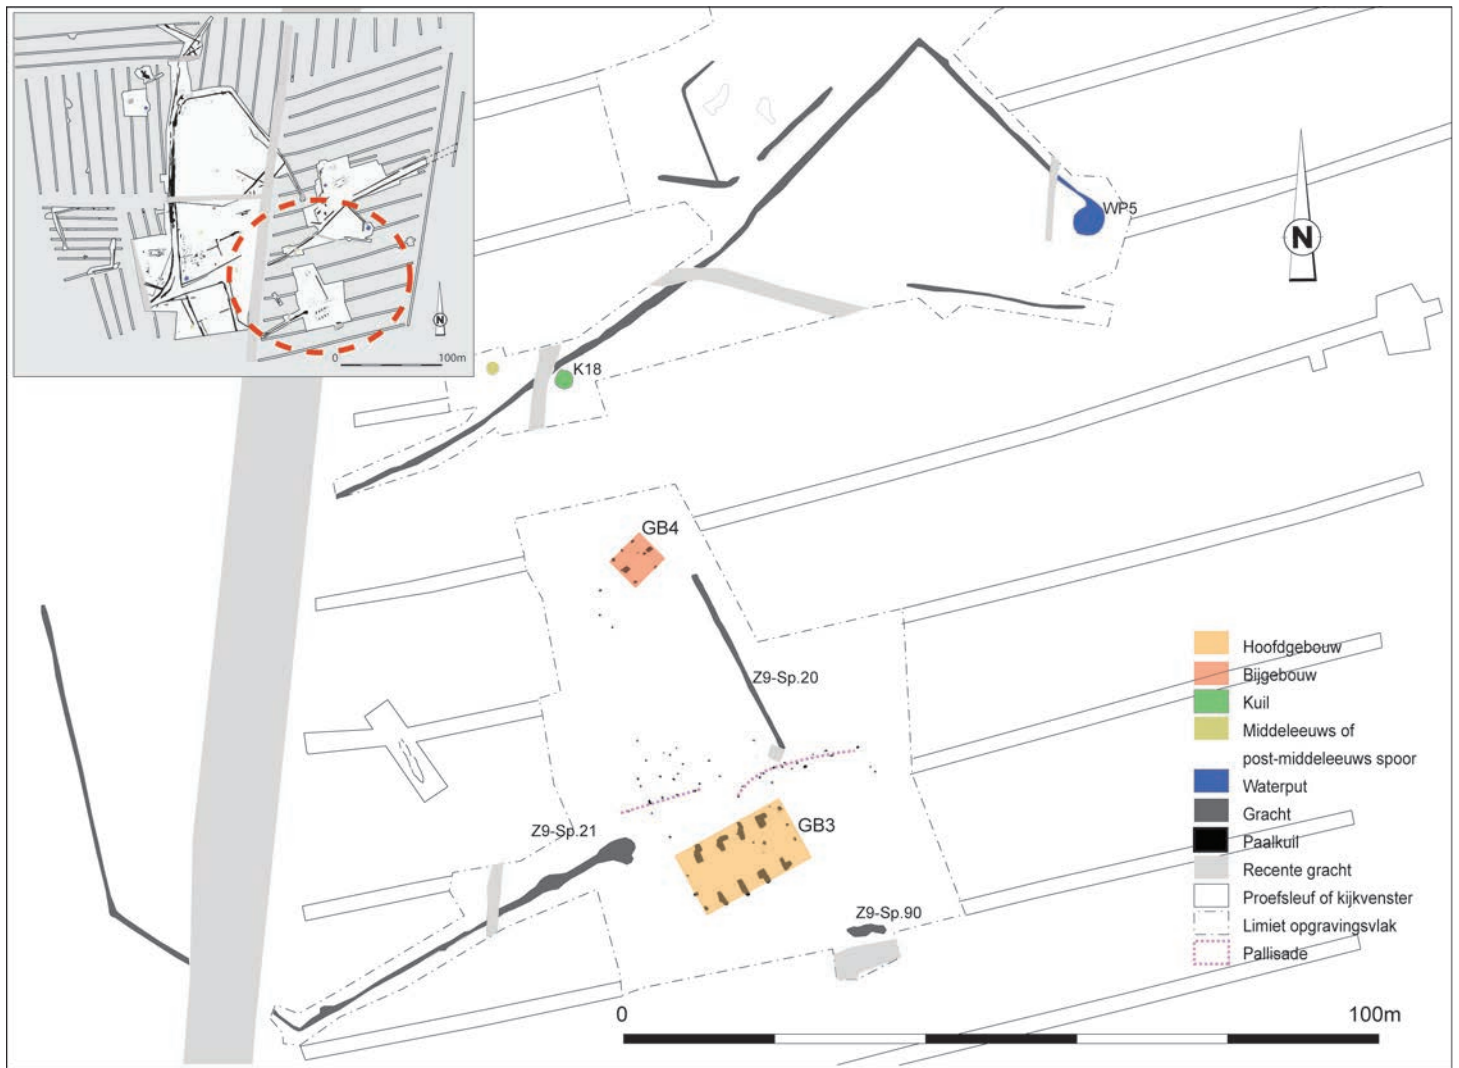 N
0
100m
WP5
N
K18
GB4
Z9-Sp.20
GB3
Z9-Sp.21
Z9-Sp.90
Hoofdgebouw
Bijgebouw
Kuil
Middeleeuws of
post-middeleeuws spoor
Waterput
Gracht
Paalkuil
Recente gracht
Proefsleuf of kijkvenster
Limiet opgravingsvlak
Pallisade
0
100m